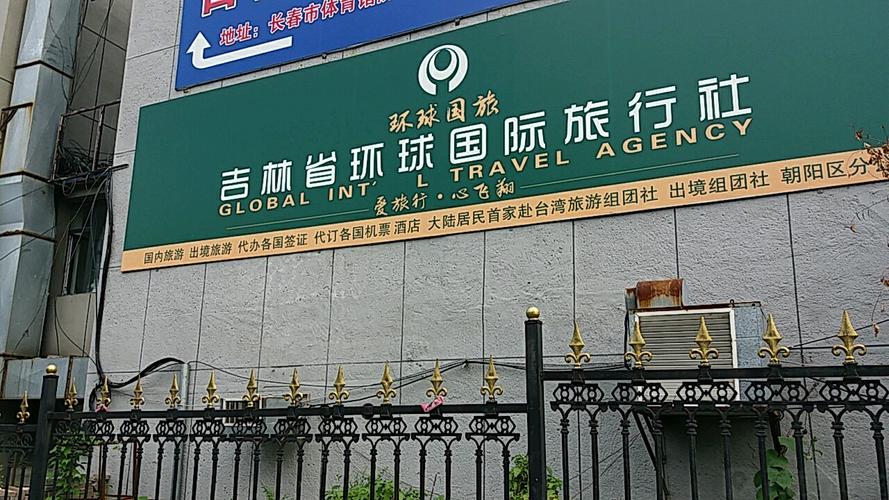 地址：长春市体育馆
环球国旅
吉林省环球国际旅行社
GLOBAL INT' L TRAVEL AGENCY
爱旅行·心飞翔
国内旅游 出境旅游 代办各国签证 代订各国机票 酒店 大陆居民首家赴台湾旅游组团社 出境组团社 朝阳区分